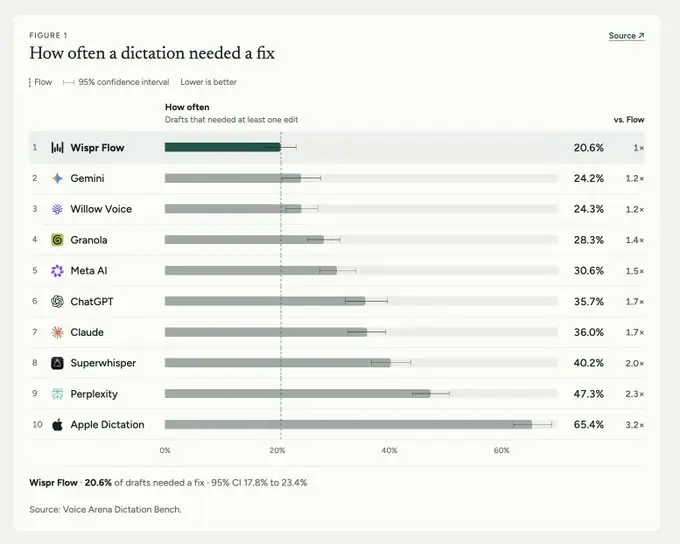 FIGURE 1
Source ↗
How often a dictation needed a fix
Flow 95% confidence interval Lower is better
How often
Drafts that needed at least one edit
vs. Flow
1 Wispr Flow 20.6% 1×
2 Gemini 24.2% 1.2×
3 Willow Voice 24.3% 1.2×
4 Granola 28.3% 1.4×
5 Meta AI 30.6% 1.5×
6 ChatGPT 35.7% 1.7×
7 Claude 36.0% 1.7×
8 Superwhisper 40.2% 2.0×
9 Perplexity 47.3% 2.3×
10 Apple Dictation 65.4% 3.2×
0% 20% 40% 60%
Wispr Flow · 20.6% of drafts needed a fix · 95% CI 17.8% to 23.4%
Source: Voice Arena Dictation Bench.